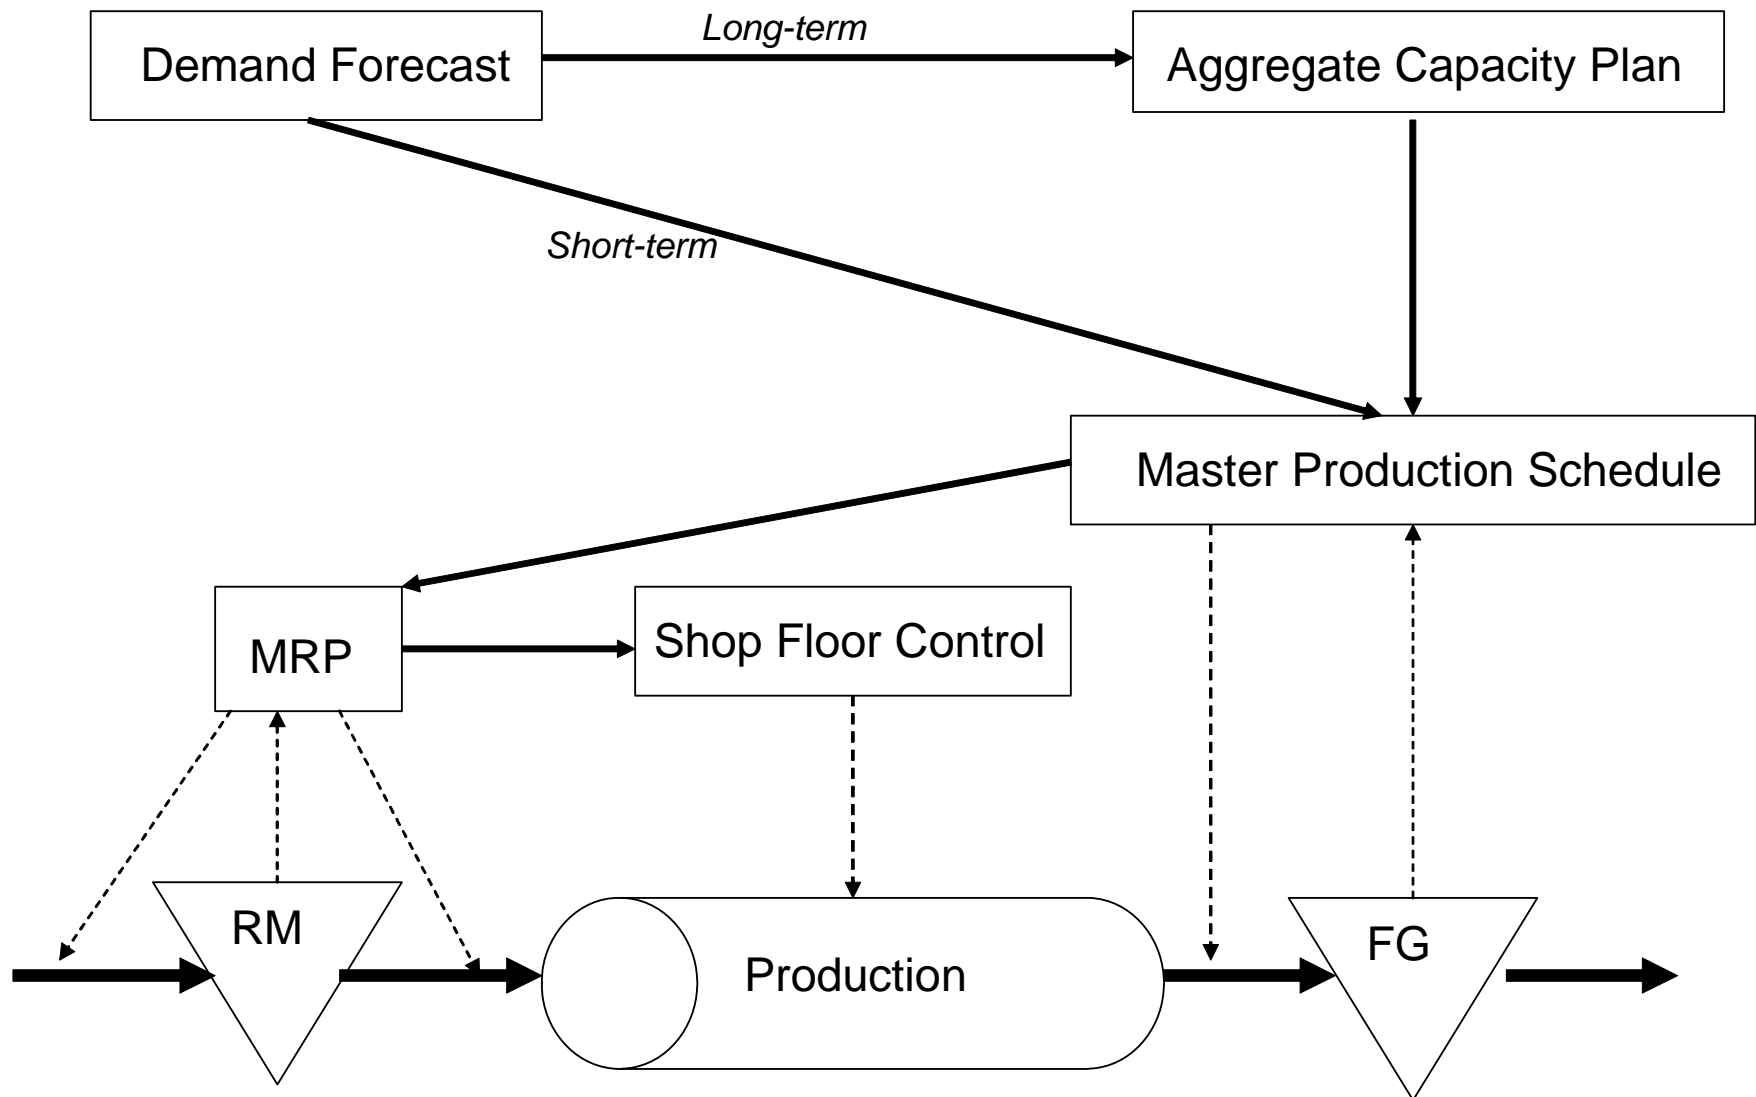 Long-term
Demand Forecast
Aggregate Capacity Plan
Short-term
Master Production Schedule
MRP
Shop Floor Control
RM
FG
Production